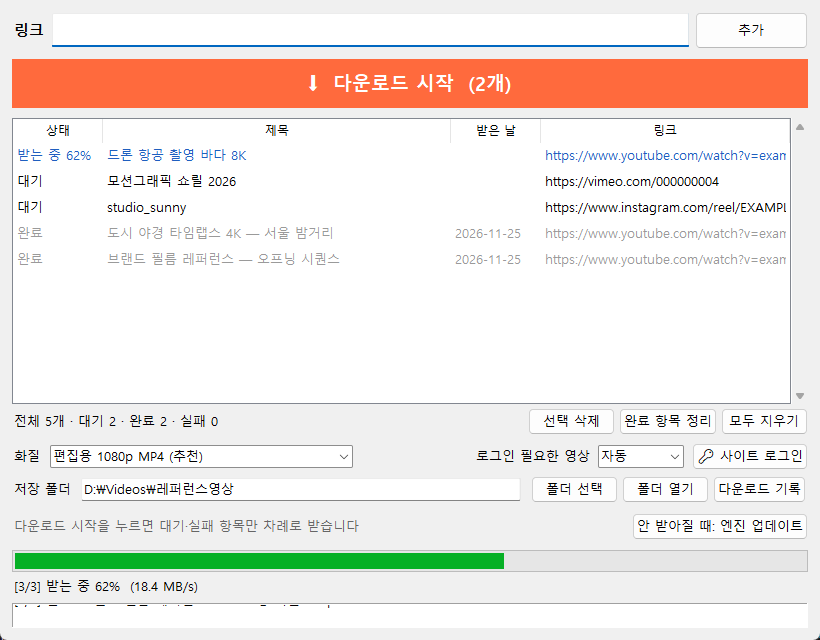 링크 추가
⬇ 다운로드 시작 (2개)
상태 제목 받은 날 링크
받는 중 62% 드론 항공 촬영 바다 8K https://www.youtube.com/watch?v=exam
대기 모션그래픽 쇼릴 2026 https://vimeo.com/000000004
대기 studio_sunny https://www.instagram.com/reel/EXAMPL
완료 도시 야경 타임랩스 4K — 서울 밤거리 2026-11-25 https://www.youtube.com/watch?v=exam
완료 브랜드 필름 레퍼런스 — 오프닝 시퀀스 2026-11-25 https://www.youtube.com/watch?v=exam
전체 5개 · 대기 2 · 완료 2 · 실패 0 선택 삭제 완료 항목 정리 모두 지우기
화질 편집용 1080p MP4 (추천) 로그인 필요한 영상 자동 사이트 로그인
저장 폴더 D:₩Videos₩레퍼런스영상 폴더 선택 폴더 열기 다운로드 기록
다운로드 시작을 누르면 대기·실패 항목만 차례로 받습니다 안 받아질 때: 엔진 업데이트
[3/3] 받는 중 62% (18.4 MB/s)